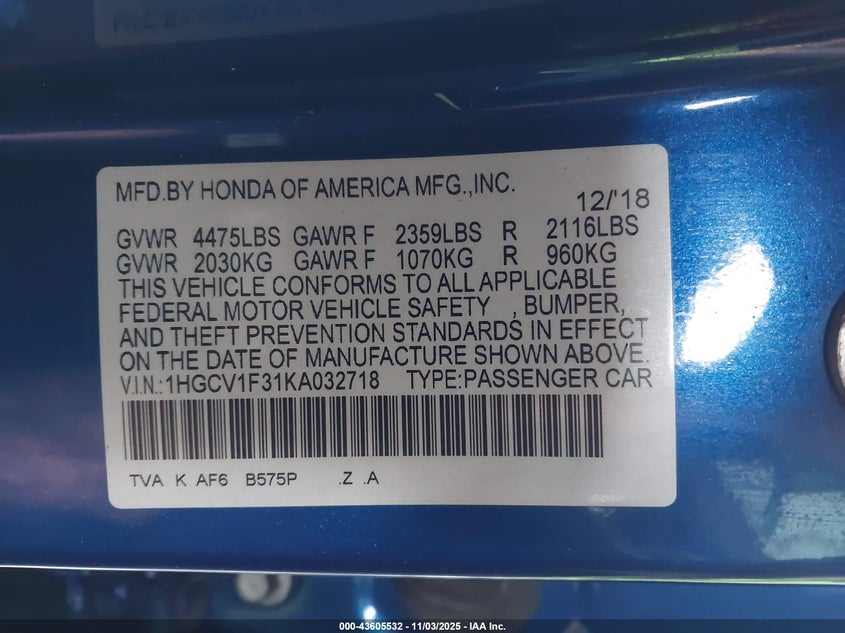 MFD.BY HONDA OF AMERICA MFG.,INC.
12/'18
GVWR 4475LBS GAWR F 2359LBS R 2116LBS
GVWR 2030KG GAWR F 1070KG R 960KG
THIS VEHICLE CONFORMS TO ALL APPLICABLE
FEDERAL MOTOR VEHICLE SAFETY , BUMPER,
AND THEFT PREVENTION STANDARDS IN EFFECT
ON THE DATE OF MANUFACTURE SHOWN ABOVE.
V.I.N.:1HGCV1F31KA032718 TYPE:PASSENGER CAR
TVA K AF6 B575P .Z .A
000-43605532 - 11/03/2025 - IAA Inc.